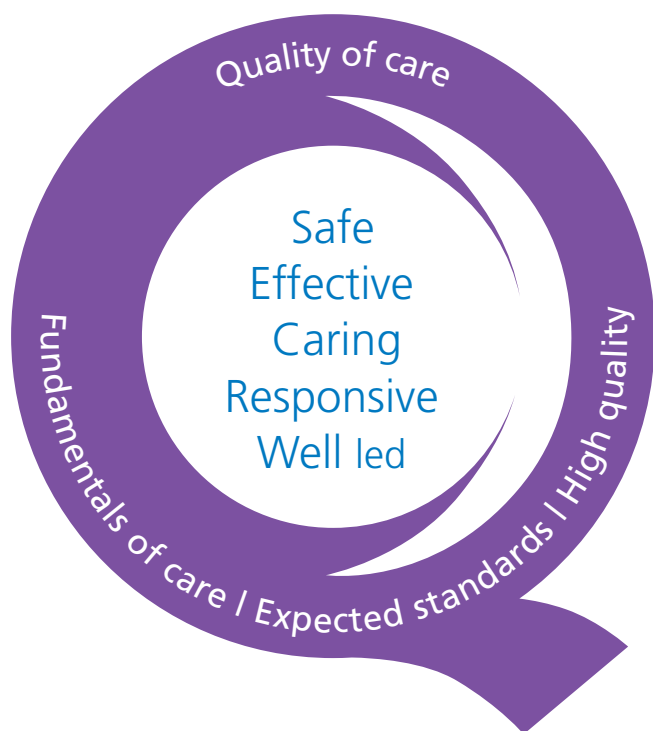 Quality of care
Safe
Effective
Caring
Responsive
Well led
Fundamentals of care | Expected standards | High quality